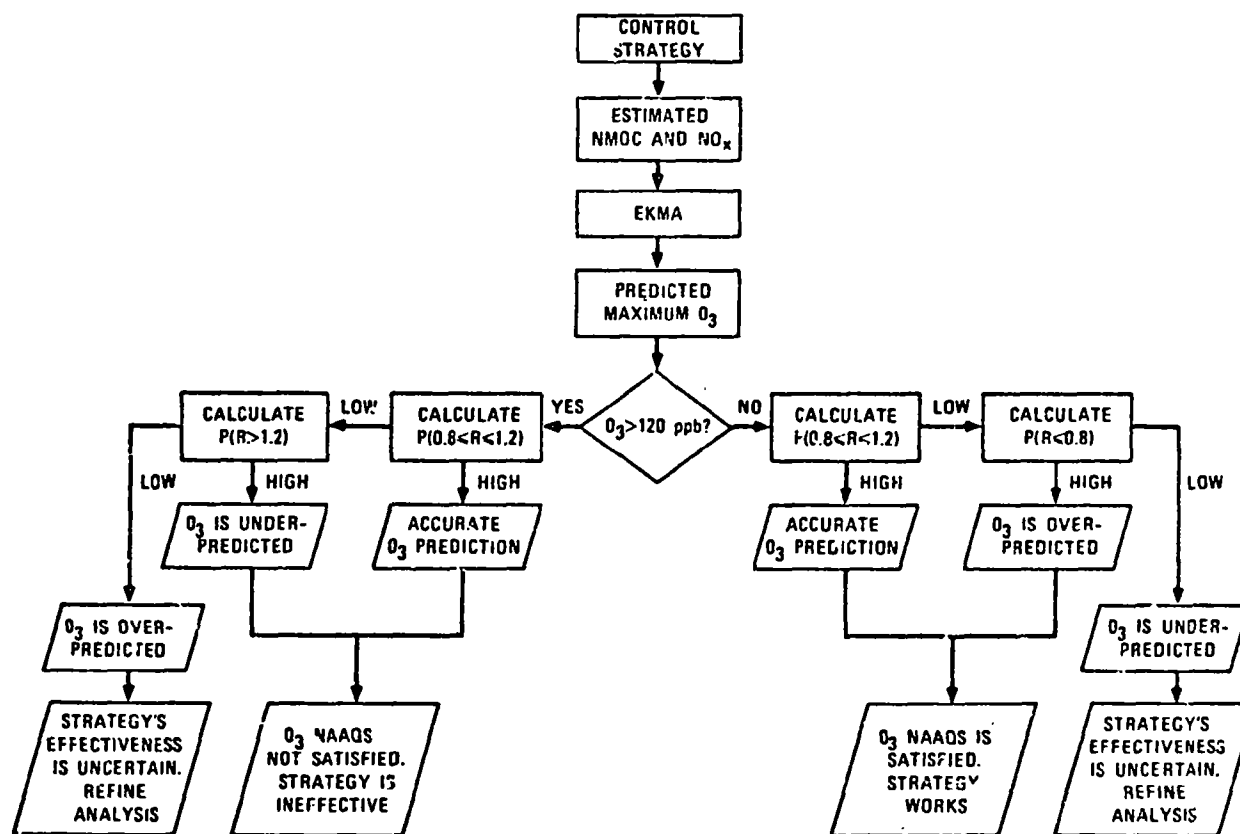 CONTROL
STRATEGY
ESTIMATED
NMOC AND NOₓ
EKMA
PREDICTED
MAXIMUM O₃
O₃>120 ppb?
YES
NO
CALCULATE
P(0.8<R≤1.2)
LOW
CALCULATE
P(R>1.2)
HIGH
HIGH
LOW
ACCURATE
O₃ PREDICTION
O₃ IS UNDER-
PREDICTED
O₃ IS OVER-
PREDICTED
STRATEGY'S
EFFECTIVENESS
IS UNCERTAIN.
REFINE
ANALYSIS
O₃ NAAQS
NOT SATISFIED.
STRATEGY IS
INEFFECTIVE
CALCULATE
P(0.8<R≤1.2)
LOW
CALCULATE
P(R≤0.8)
HIGH
HIGH
LOW
ACCURATE
O₃ PREDICTION
O₃ IS OVER-
PREDICTED
O₃ IS UNDER-
PREDICTED
O₃ NAAQS IS
SATISFIED.
STRATEGY
WORKS
STRATEGY'S
EFFECTIVENESS
IS UNCERTAIN.
REFINE
ANALYSIS